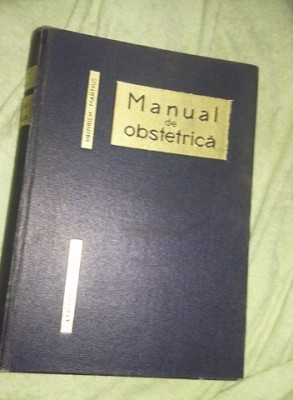 HEINRICH MARTIUS
Manual
de
obstetrică